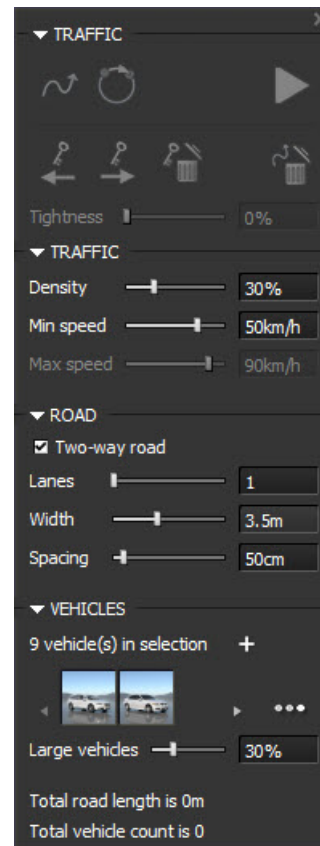 TRAFFIC
Tightness 0%
TRAFFIC
Density 30%
Min speed 50km/h
Max speed 90km/h
ROAD
Two-way road
Lanes 1
Width 3.5m
Spacing 50cm
VEHICLES
9 vehicle(s) in selection +
Large vehicles 30%
Total road length is 0m
Total vehicle count is 0